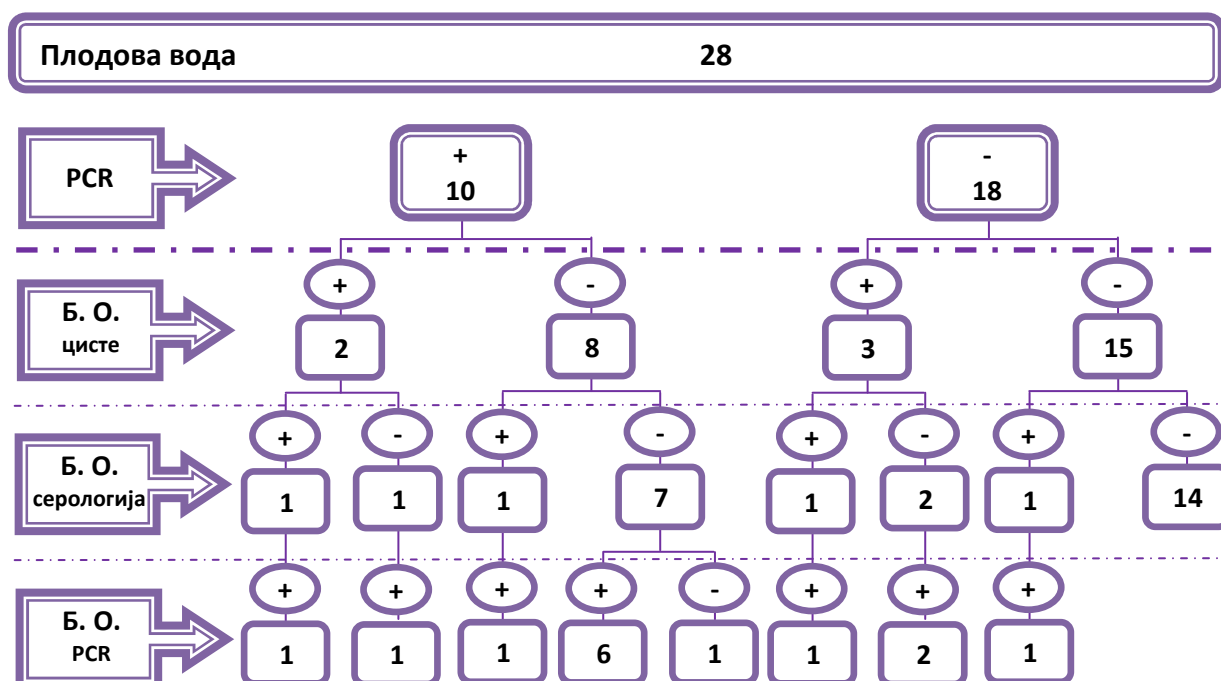 Плодова вода 28
PCR
+
10
-
18
Б. О.
цисте
+ - + -
2 8 3 15
Б. О.
серологија
+ - + - + - + -
1 1 1 7 1 2 1 14
Б. О.
PCR
+ + + + - + + +
1 1 1 6 1 1 2 1